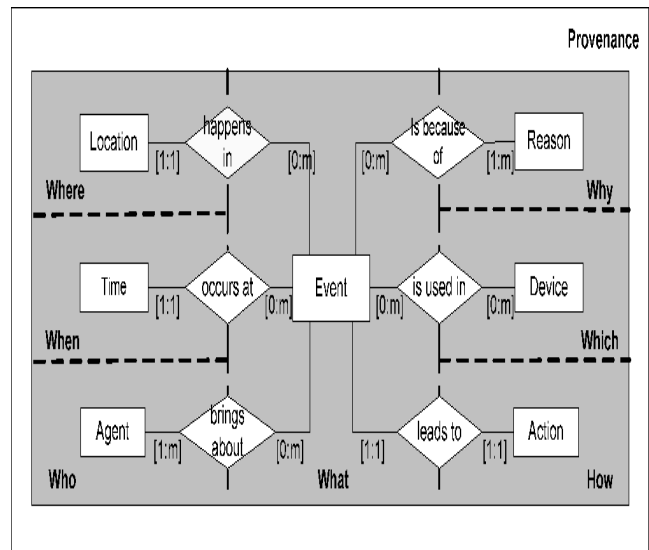 Provenance
Location
happens
in
[1:1]
[0:m]
Where
Is because
of
Reason
[0:m]
[1:m]
Why
Time
occurs at
Event
is used in
Device
[1:1]
[0:m]
[0:m]
[0:m]
When
Which
Agent
brings
about
leads to
Action
[1:m]
[0:m]
[1:1]
[1:1]
Who
What
How